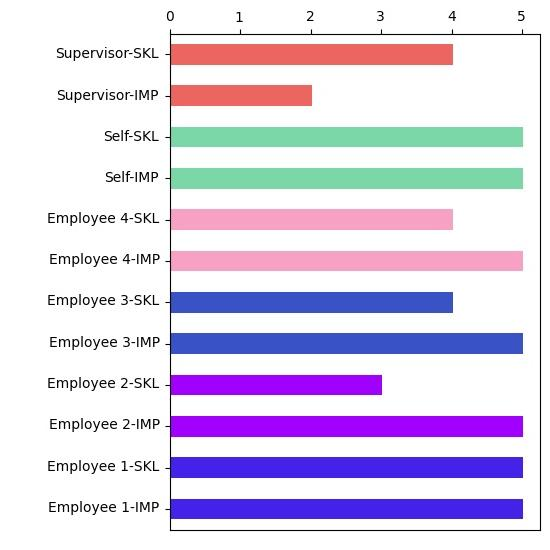 0 1 2 3 4 5
Supervisor-SKL
Supervisor-IMP
Self-SKL
Self-IMP
Employee 4-SKL
Employee 4-IMP
Employee 3-SKL
Employee 3-IMP
Employee 2-SKL
Employee 2-IMP
Employee 1-SKL
Employee 1-IMP